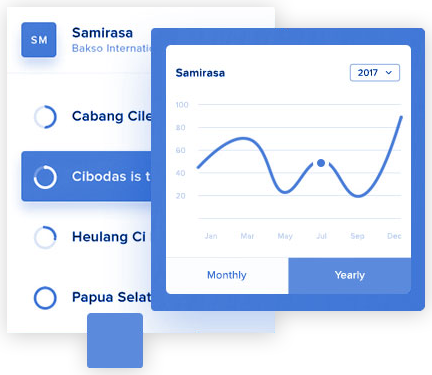 SM
Samirasa
Bakso Internatio
Cabang Cile
Cibodas is t
Heulang Ci
Papua Selat
Samirasa
2017
100
80
60
40
20
Jan Mar May Jul Sep Dec
Monthly Yearly